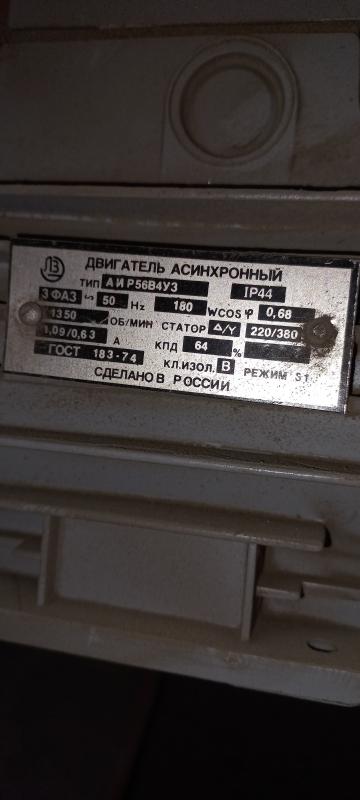 ЛЗ
ДВИГАТЕЛЬ АСИНХРОННЫЙ
ТИП АИР56В4У3 IP44
3 ФАЗ ∽ 50 Hz 180 W COS φ 0,68
1350 ОБ/МИН СТАТОР Δ/Y 220/380
1,09/0,63 А КПД 64 %
ГОСТ 183-74 КЛ.ИЗОЛ. В РЕЖИМ S1
СДЕЛАНО В РОССИИ